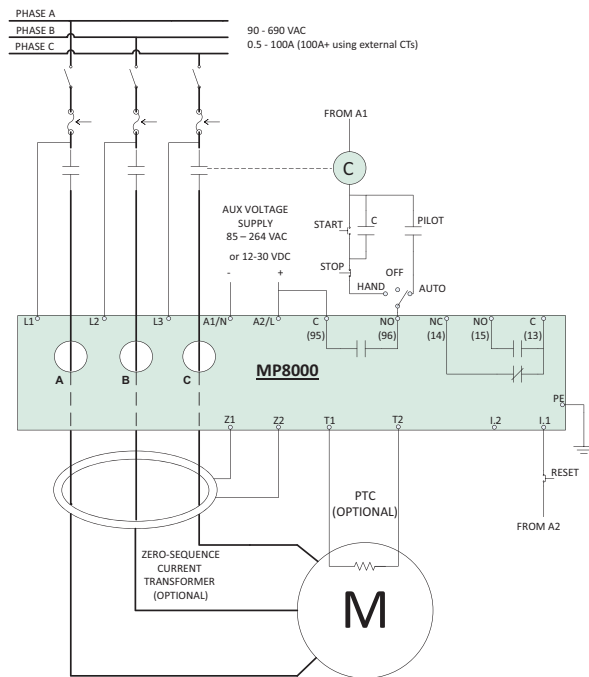 PHASE A
PHASE B
PHASE C
90 - 690 VAC
0.5 - 100A (100A+ using external CTs)
FROM A1
C
AUX VOLTAGE
SUPPLY
85 – 264 VAC
or 12-30 VDC
- +
START
C
PILOT
STOP
OFF
HAND
AUTO
L1 L2 L3 A1/N A2/L C NO NC NO C
(95) (96) (14) (15) (13)
A B C
MP8000
PE
Z1 Z2 T1 T2 I.2 I.1
RESET
PTC
(OPTIONAL)
FROM A2
ZERO-SEQUENCE
CURRENT
TRANSFORMER
(OPTIONAL)
M